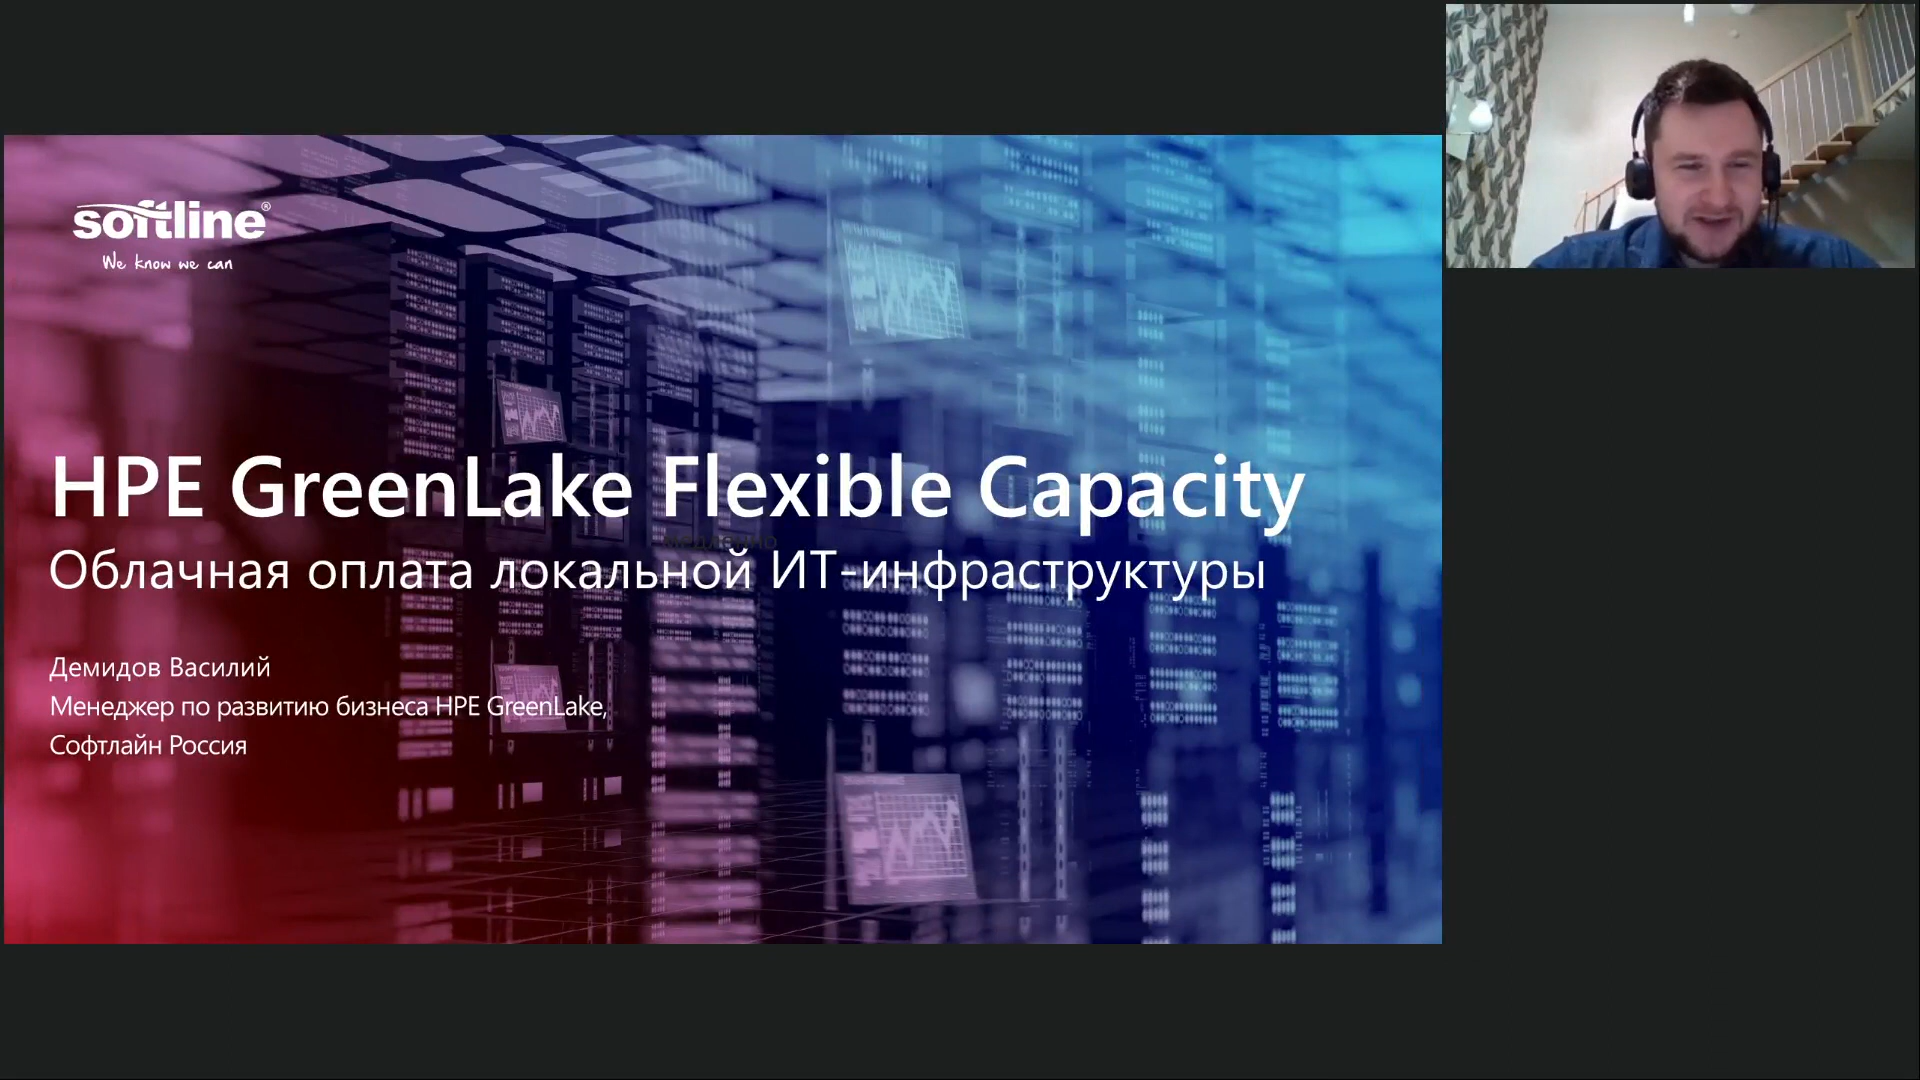 softline®
We know we can
HPE GreenLake Flexible Capacity
Облачная оплата локальной ИТ-инфраструктуры
Демидов Василий
Менеджер по развитию бизнеса HPE GreenLake,
Софтлайн Россия